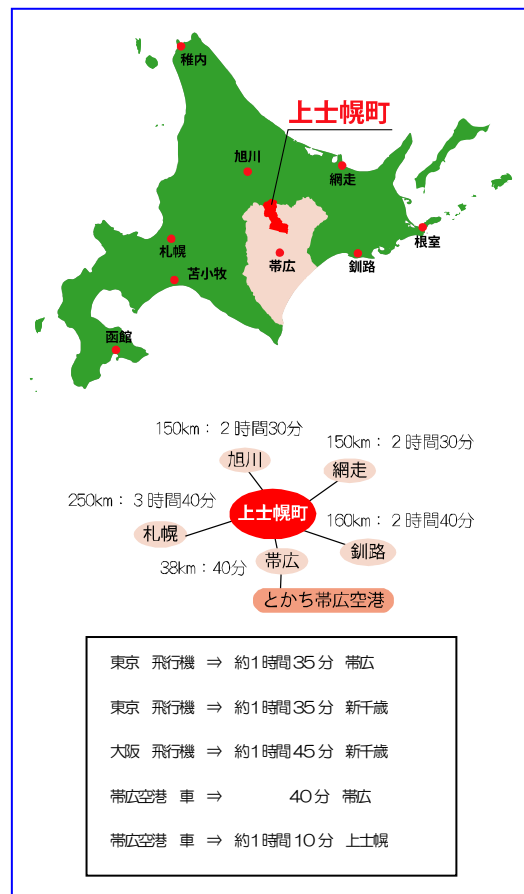 稚内
上士幌町
旭川
網走
根室
札幌
帯広
釧路
苫小牧
函館
150km：２時間30分
旭川
150km：２時間30分
網走
250km：３時間40分
札幌
上士幌町
160km：２時間40分
釧路
38km：40分
帯広
とかち帯広空港
東京　飛行機　⇒　約１時間３５分　帯広
東京　飛行機　⇒　約１時間３５分　新千歳
大阪　飛行機　⇒　約１時間４５分　新千歳
帯広空港　車　⇒　４０分　帯広
帯広空港　車　⇒　約１時間１０分　上士幌